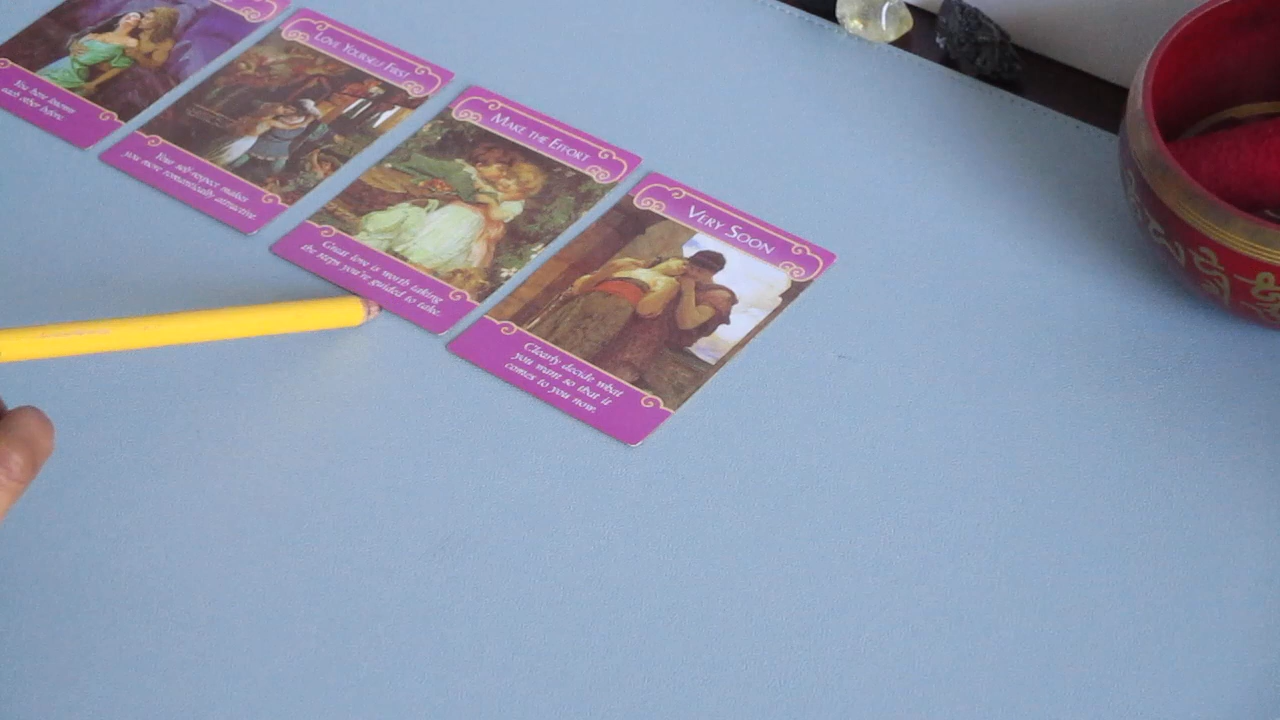 You have known
each other before.
LOVE YOURSELF FIRST
Your self-respect makes
you more romantically attractive.
MAKE THE EFFORT
Great love is worth taking
the steps you're guided to take.
VERY SOON
Clearly decide what
you want so that it
comes to you now.